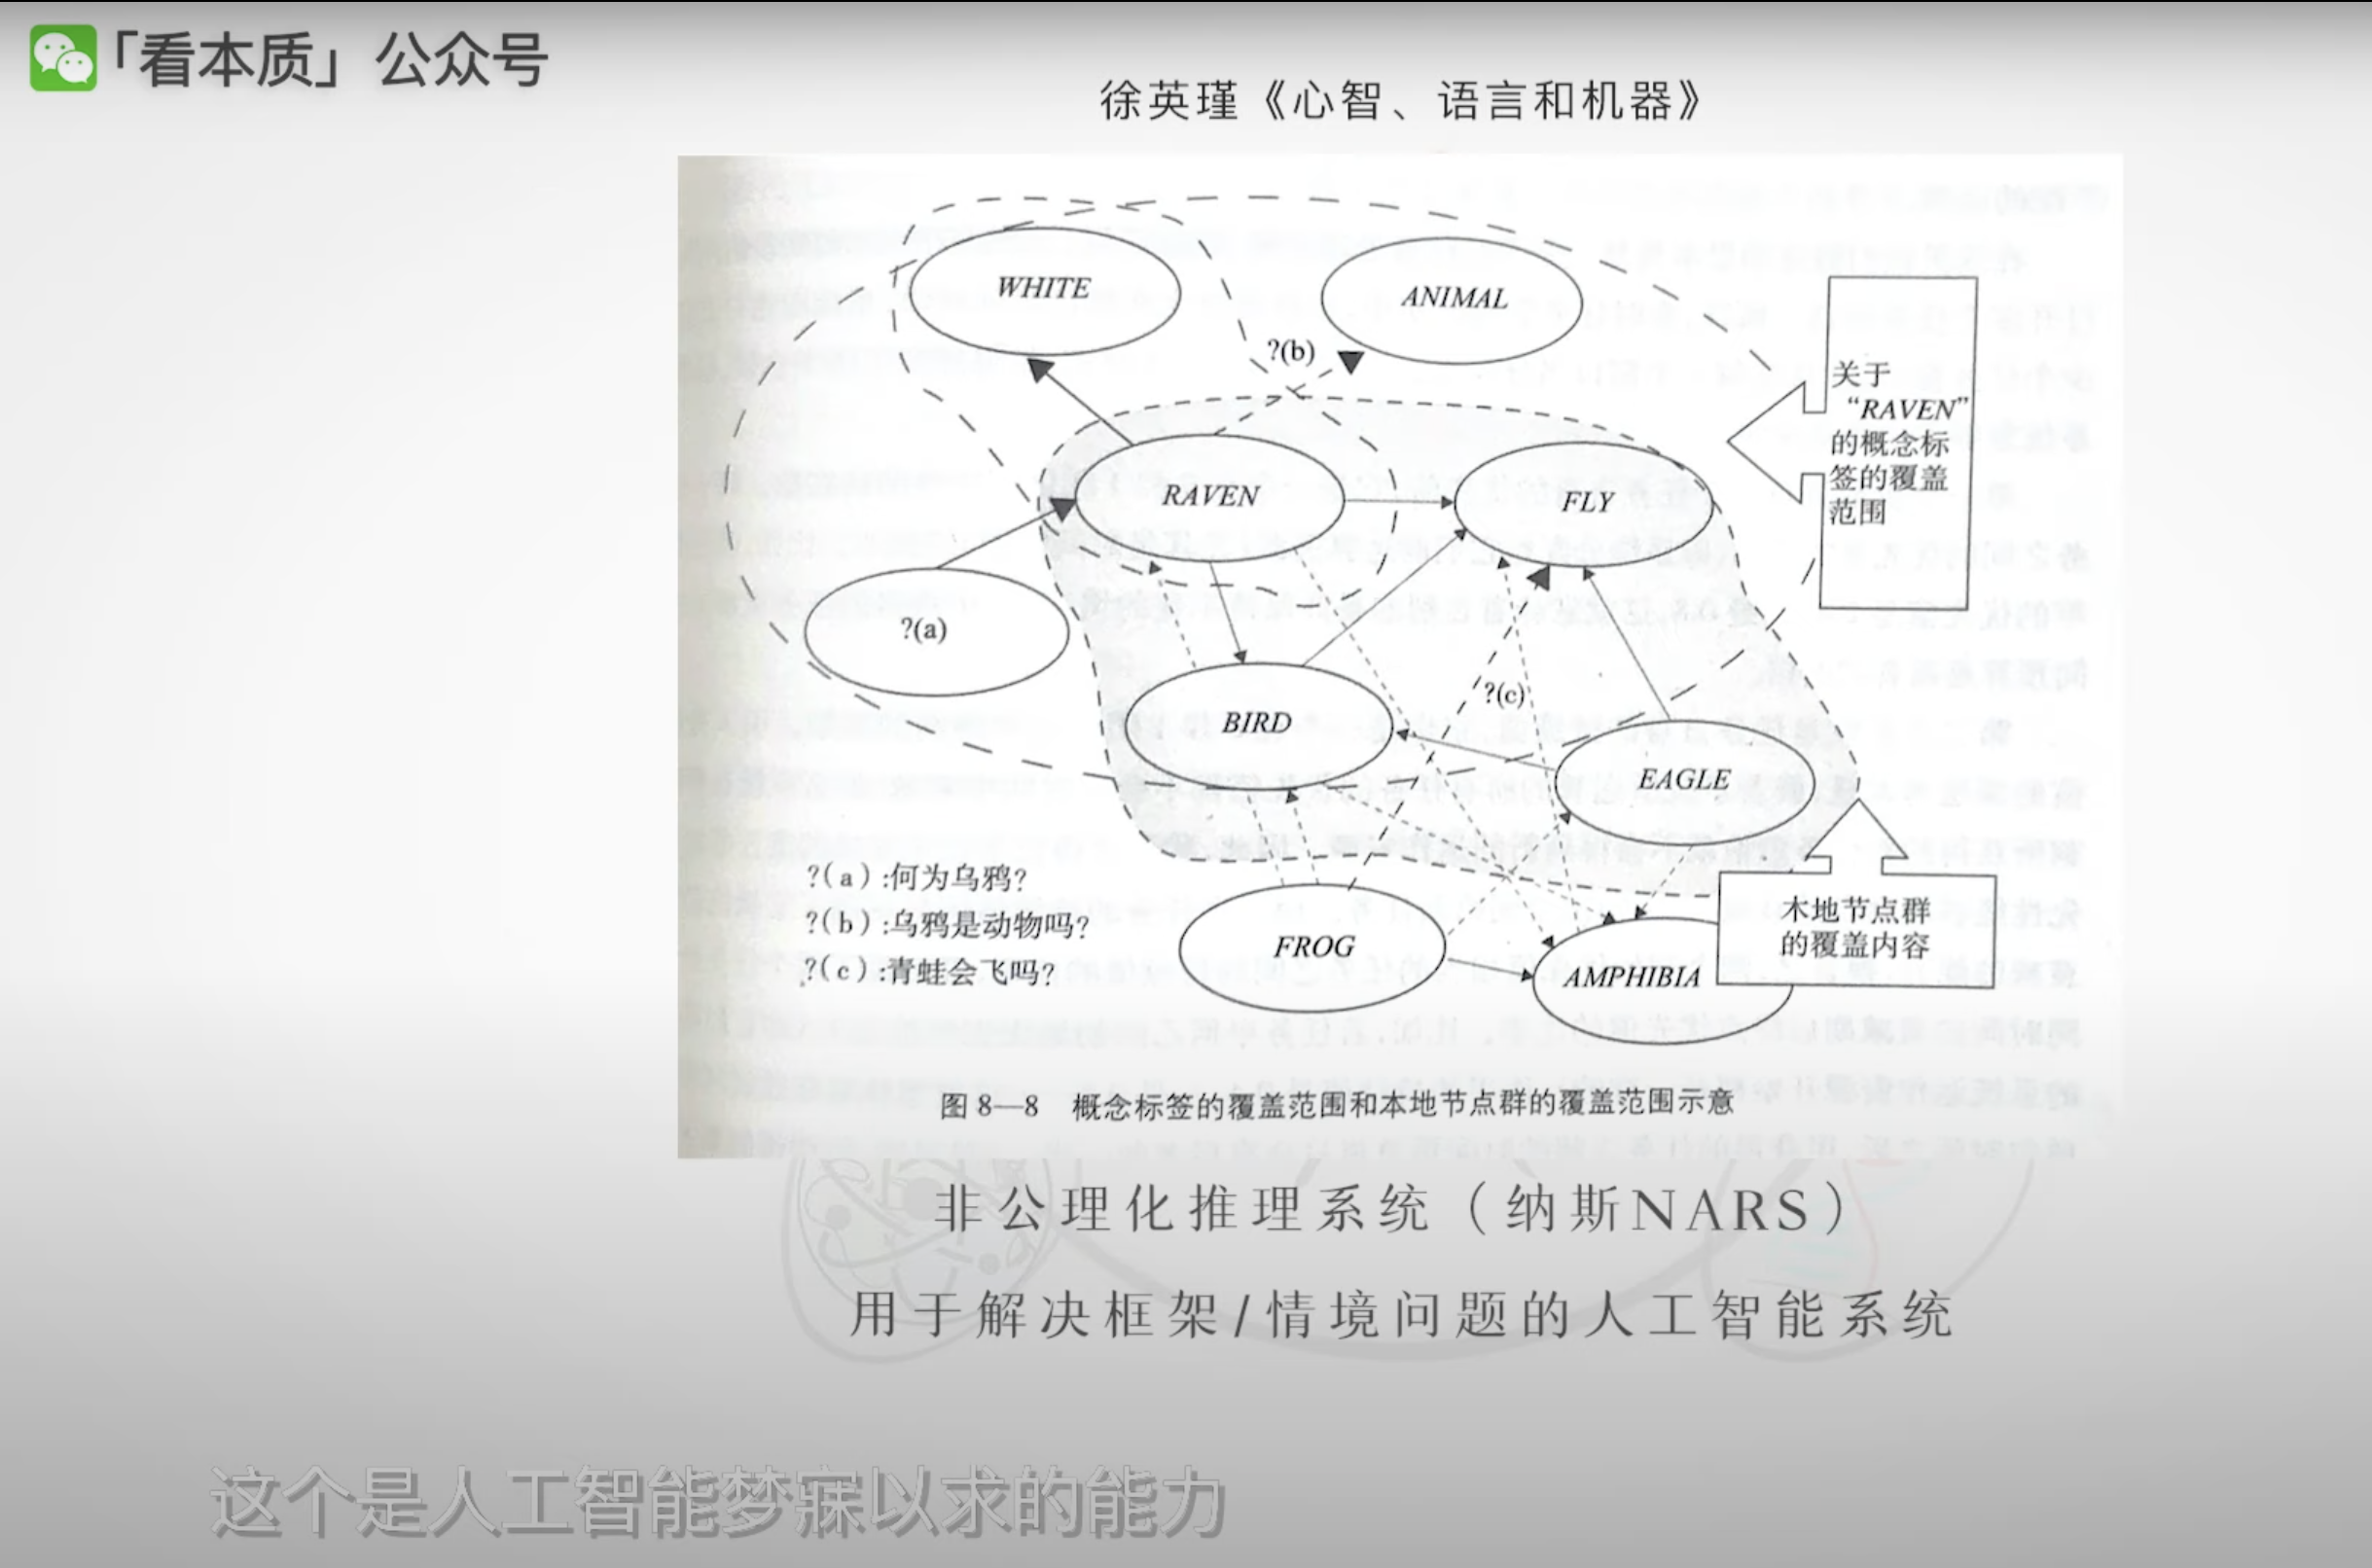 「看本质」公众号
徐英瑾《心智、语言和机器》
WHITE
ANIMAL
?(b)
关于
“RAVEN”
的概念标
签的覆盖
范围
RAVEN
FLY
?(a)
?(c)
BIRD
EAGLE
?(a):何为乌鸦?
?(b):乌鸦是动物吗?
?(c):青蛙会飞吗?
FROG
AMPHIBIA
木地节点群
的覆盖内容
图 8—8 概念标签的覆盖范围和本地节点群的覆盖范围示意
非公理化推理系统（纳斯NARS）
用于解决框架/情境问题的人工智能系统
这个是人工智能梦寐以求的能力